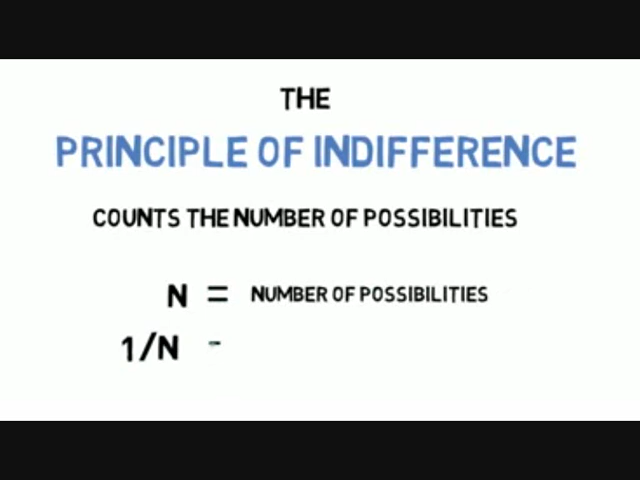 THE
PRINCIPLE OF INDIFFERENCE
COUNTS THE NUMBER OF POSSIBILITIES
N = NUMBER OF POSSIBILITIES
1/N -